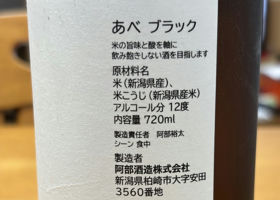 あべ ブラック
米の旨味と酸を軸に
飲み飽きしない酒を目指します
原材料名
米（新潟県産）、
米こうじ（新潟県産米）
アルコール分 12度
内容量 720ml
製造責任者 阿部裕太
シーン 食中
製造者
阿部酒造株式会社
新潟県柏崎市大字安田
3560番地